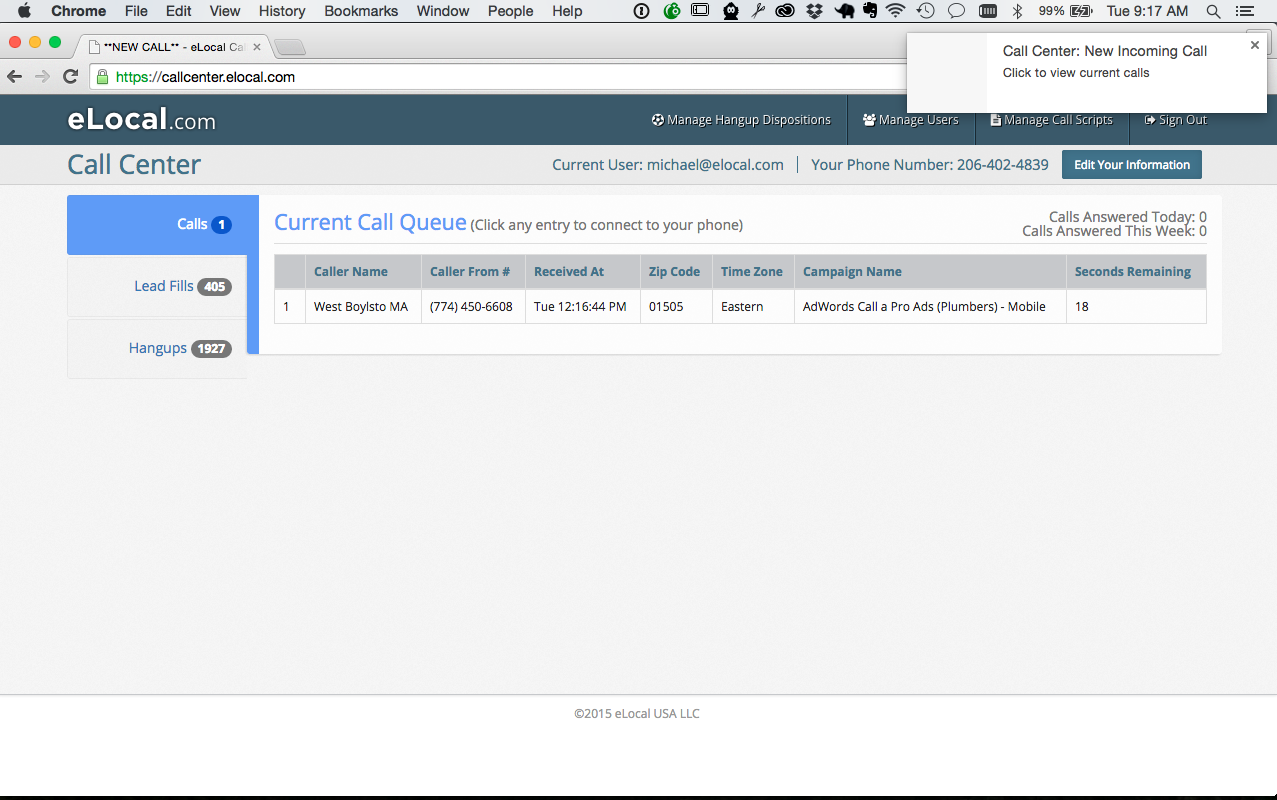 Chrome File Edit View History Bookmarks Window People Help 99% Tue 9:17 AM
**NEW CALL** - eLocal Ca
https://callcenter.elocal.com
Call Center: New Incoming Call
Click to view current calls
eLocal.com Manage Hangup Dispositions Manage Users Manage Call Scripts Sign Out
Call Center Current User: michael@elocal.com Your Phone Number: 206-402-4839 Edit Your Information
Calls 1
Lead Fills 405
Hangups 1927
Current Call Queue (Click any entry to connect to your phone)
Calls Answered Today: 0
Calls Answered This Week: 0
Caller Name Caller From # Received At Zip Code Time Zone Campaign Name Seconds Remaining
1 West Boylsto MA (774) 450-6608 Tue 12:16:44 PM 01505 Eastern AdWords Call a Pro Ads (Plumbers) - Mobile 18
©2015 eLocal USA LLC